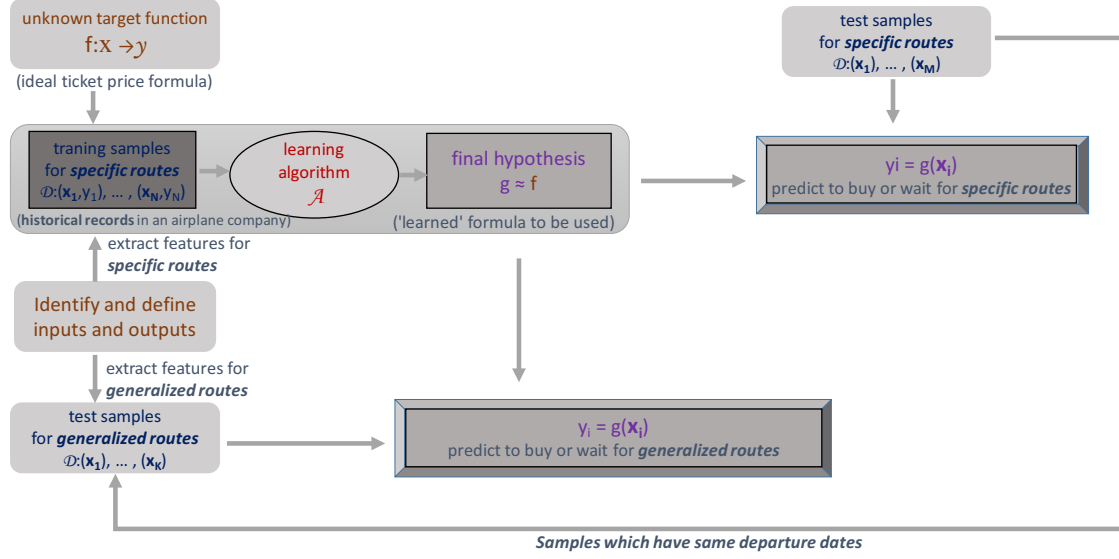 unknown target function
f:x →y
(ideal ticket price formula)
test samples
for specific routes
𝒟:(x₁), ... , (x_M)
traning samples
for specific routes
𝒟:(x₁,y₁), ... , (x_N,y_N)
(historical records in an airplane company)
learning
algorithm
𝒜
final hypothesis
g ≈ f
('learned' formula to be used)
yi = g(xᵢ)
predict to buy or wait for specific routes
extract features for
specific routes
Identify and define
inputs and outputs
extract features for
generalized routes
test samples
for generalized routes
𝒟:(x₁), ... , (x_K)
yᵢ = g(xᵢ)
predict to buy or wait for generalized routes
Samples which have same departure dates